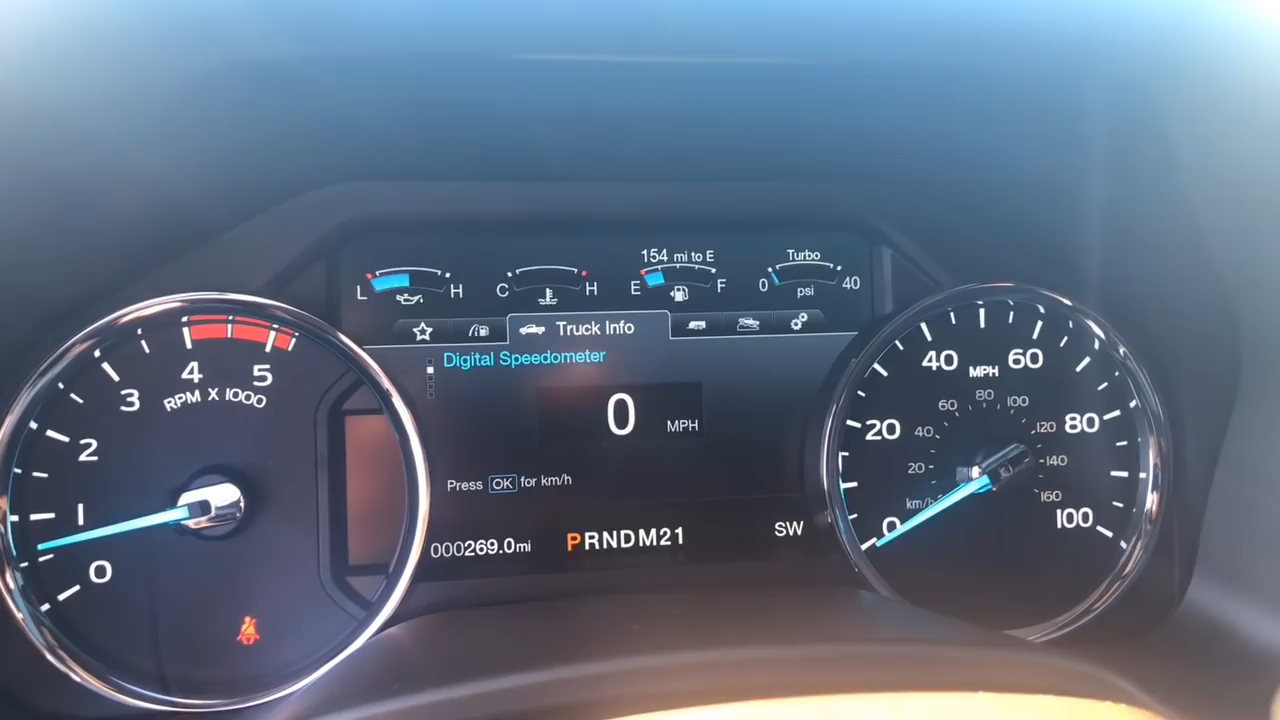 154 mi to E
Turbo
L H
C H
E F
0 psi 40
Truck Info
Digital Speedometer
0 MPH
Press OK for km/h
000269.0mi
PRNDM21
SW
0 1 2 3 4 5
RPM X 1000
0 20 40 60 80 100
MPH
20 40 60 80 100 120 140 160
km/h